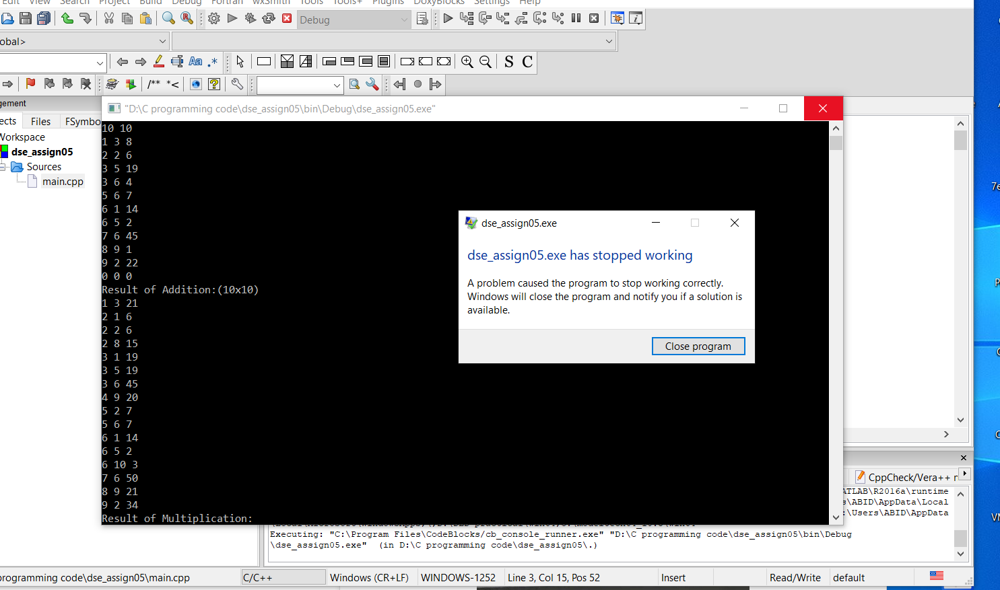 Edit View Search Project Build Debug Fortran wxSmith Tools Tools+ Plugins DoxyBlocks Settings Help
Debug
obal>
Aa .* S C
/** *<
gement
ects Files FSymbo
Workspace
dse_assign05
Sources
main.cpp
"D:\C programming code\dse_assign05\bin\Debug\dse_assign05.exe"
10 10
1 3 8
2 2 6
3 5 19
3 6 4
5 6 7
6 1 14
6 5 2
7 6 45
8 9 1
9 2 22
0 0 0
Result of Addition:(10x10)
1 3 21
2 1 6
2 2 6
2 8 15
3 1 19
3 5 19
3 6 45
4 9 20
5 2 7
5 6 7
6 1 14
6 5 2
6 10 3
7 6 50
8 9 21
9 2 34
Result of Multiplication:
dse_assign05.exe
dse_assign05.exe has stopped working
A problem caused the program to stop working correctly.
Windows will close the program and notify you if a solution is
available.
Close program
CppCheck/Vera++ r
ATLAB\R2016a\runtime
s\ABID\AppData\Local
:\Users\ABID\AppData
Executing: "C:\Program Files\CodeBlocks/cb_console_runner.exe" "D:\C programming code\dse_assign05\bin\Debug
\dse_assign05.exe" (in D:\C programming code\dse_assign05\.)
programming code\dse_assign05\main.cpp C/C++ Windows (CR+LF) WINDOWS-1252 Line 3, Col 15, Pos 52 Insert Read/Write default
7e
VM